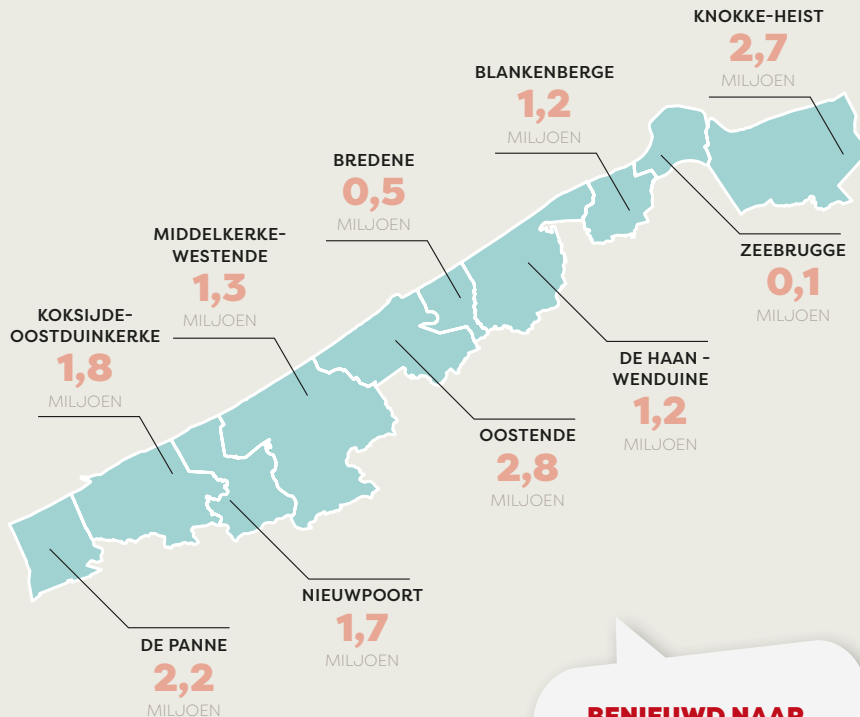 KNOKKE-HEIST
2,7
MILJOEN
BLANKENBERGE
1,2
MILJOEN
BREDENE
0,5
MILJOEN
MIDDELKERKE-
WESTENDE
1,3
MILJOEN
KOKSIJDE-
OOSTDUINKERKE
1,8
MILJOEN
ZEEBRUGGE
0,1
MILJOEN
DE HAAN -
WENDUINE
1,2
MILJOEN
OOSTENDE
2,8
MILJOEN
NIEUWPOORT
1,7
MILJOEN
DE PANNE
2,2
MILJOEN
BENIEUWD NAAR